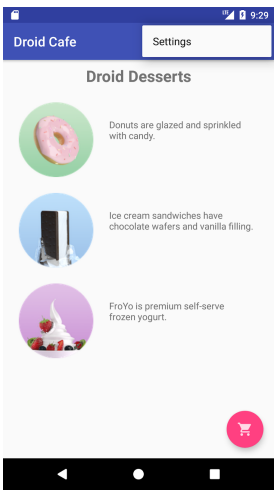 9:29
Droid Cafe
Settings
Droid Desserts
Donuts are glazed and sprinkled
with candy.
Ice cream sandwiches have
chocolate wafers and vanilla filling.
FroYo is premium self-serve
frozen yogurt.